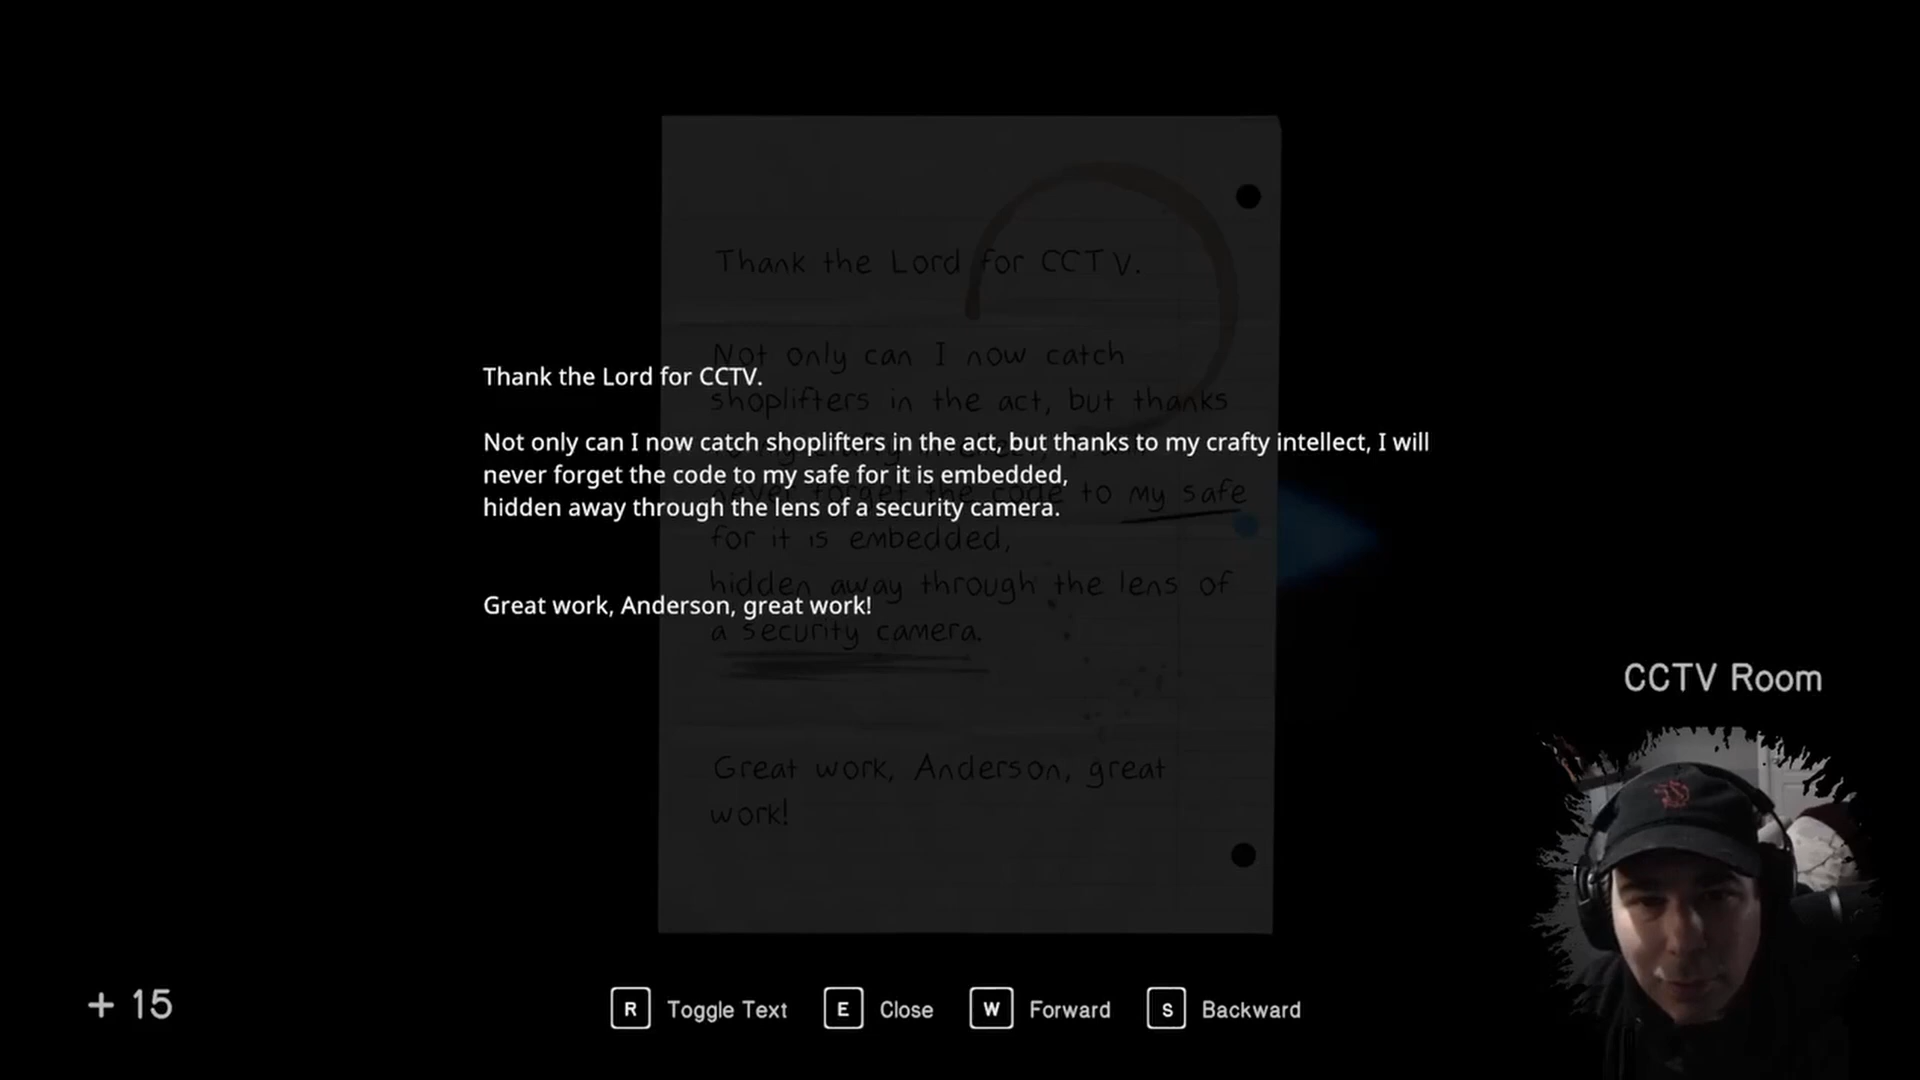 Thank the Lord for CCTV.
Not only can I now catch
shoplifters in the act, but thanks
never forget the code to my safe
for it is embedded,
hidden away through the lens of
a security camera.
Great work, Anderson, great
work!
Thank the Lord for CCTV.
Not only can I now catch shoplifters in the act, but thanks to my crafty intellect, I will
never forget the code to my safe for it is embedded,
hidden away through the lens of a security camera.
Great work, Anderson, great work!
CCTV Room
+ 15
R Toggle Text E Close W Forward S Backward